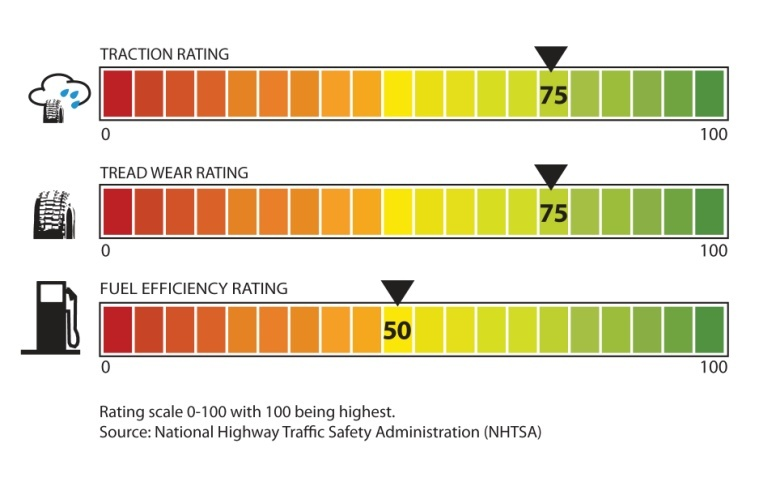 TRACTION RATING
75
0 100
TREAD WEAR RATING
75
0 100
FUEL EFFICIENCY RATING
50
0 100
Rating scale 0-100 with 100 being highest.
Source: National Highway Traffic Safety Administration (NHTSA)